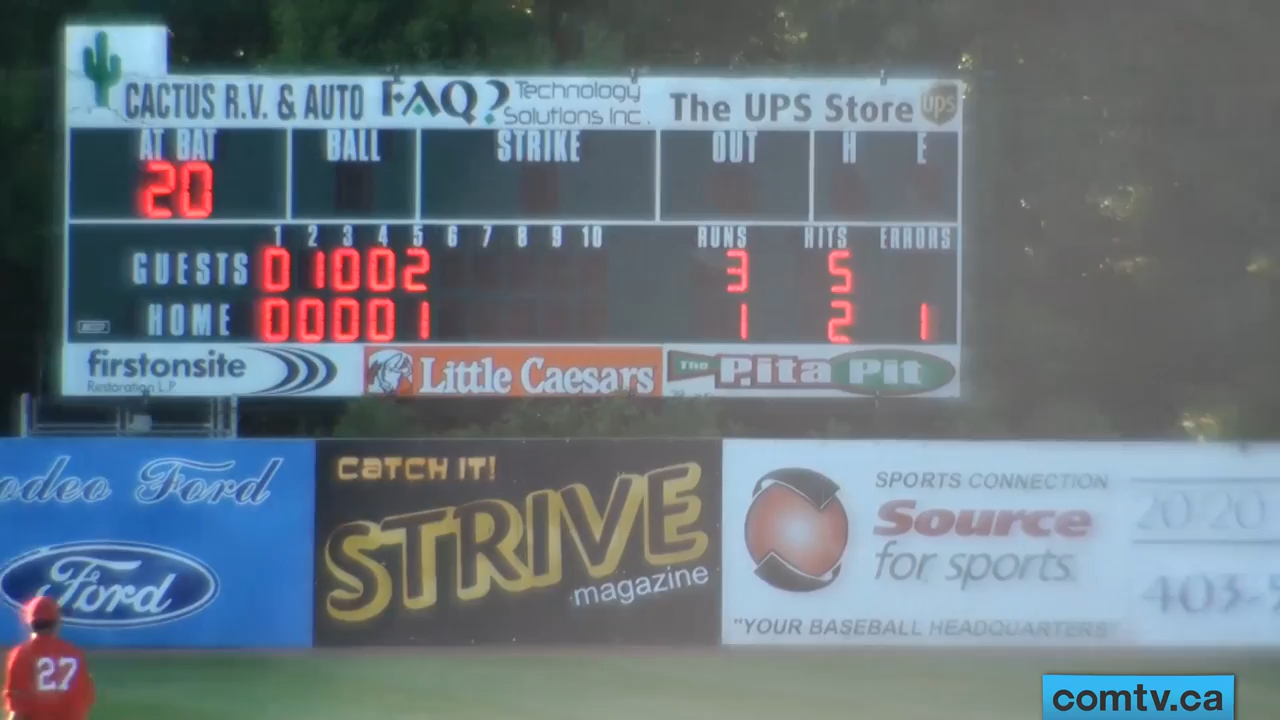 CACTUS R.V. & AUTO
FAQ?
Technology
Solutions Inc.
The UPS Store
ups
AT BAT BALL STRIKE OUT H E
20
1 2 3 4 5 6 7 8 9 10 RUNS HITS ERRORS
GUESTS 0 1 0 0 2 3 5
HOME 0 0 0 0 1 1 2 1
firstonsite
Restoration L.P.
Little Caesars
The Pita Pit
odeo Ford
Ford
CATCH IT!
STRIVE
magazine
SPORTS CONNECTION
Source
for sports
"YOUR BASEBALL HEADQUARTERS"
20/20
403-5
27
comtv.ca